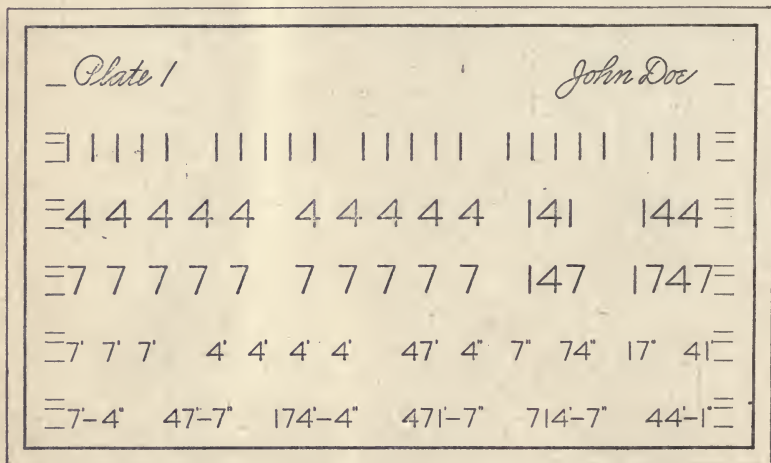 Plate 1 John Doe
1 1 1 1 1 1 1 1 1 1 1 1 1 1 1 1 1 1 1 1 1 1 1
4 4 4 4 4 4 4 4 4 4 141 144
7 7 7 7 7 7 7 7 7 7 147 1747
7' 7' 7' 4' 4' 4' 4' 47' 4" 7" 74" 17" 41'
7'-4" 47'-7" 174'-4" 471'-7" 714'-7" 44'-1"